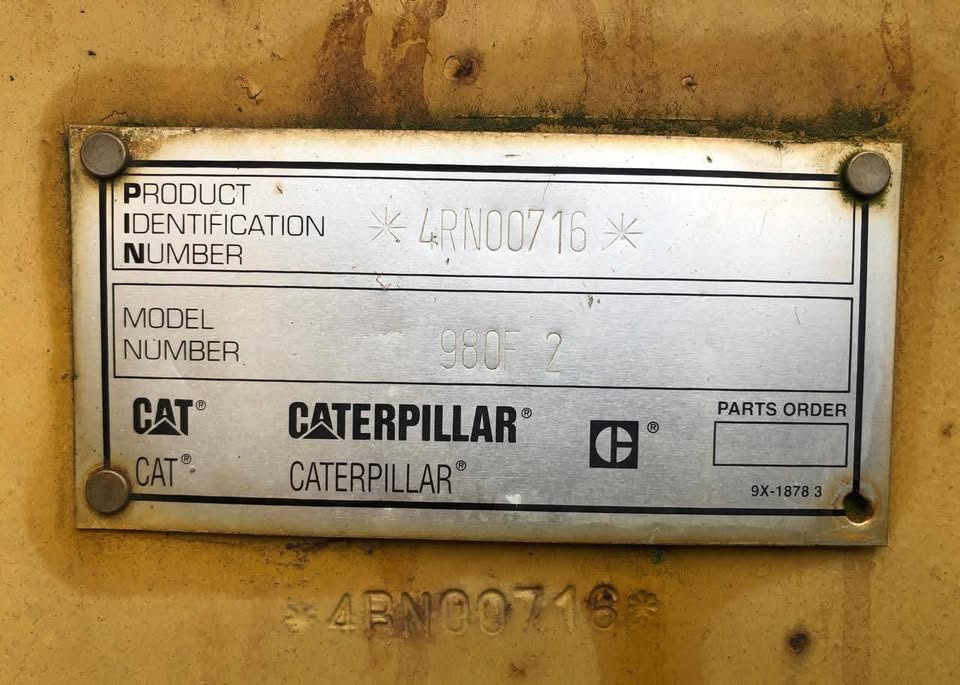 PRODUCT
IDENTIFICATION
NUMBER
*4RN00716*
MODEL
NUMBER
980F 2
CAT®
CATERPILLAR®
C®
PARTS ORDER
CAT®
CATERPILLAR®
9X-1878 3
*4RN00716*